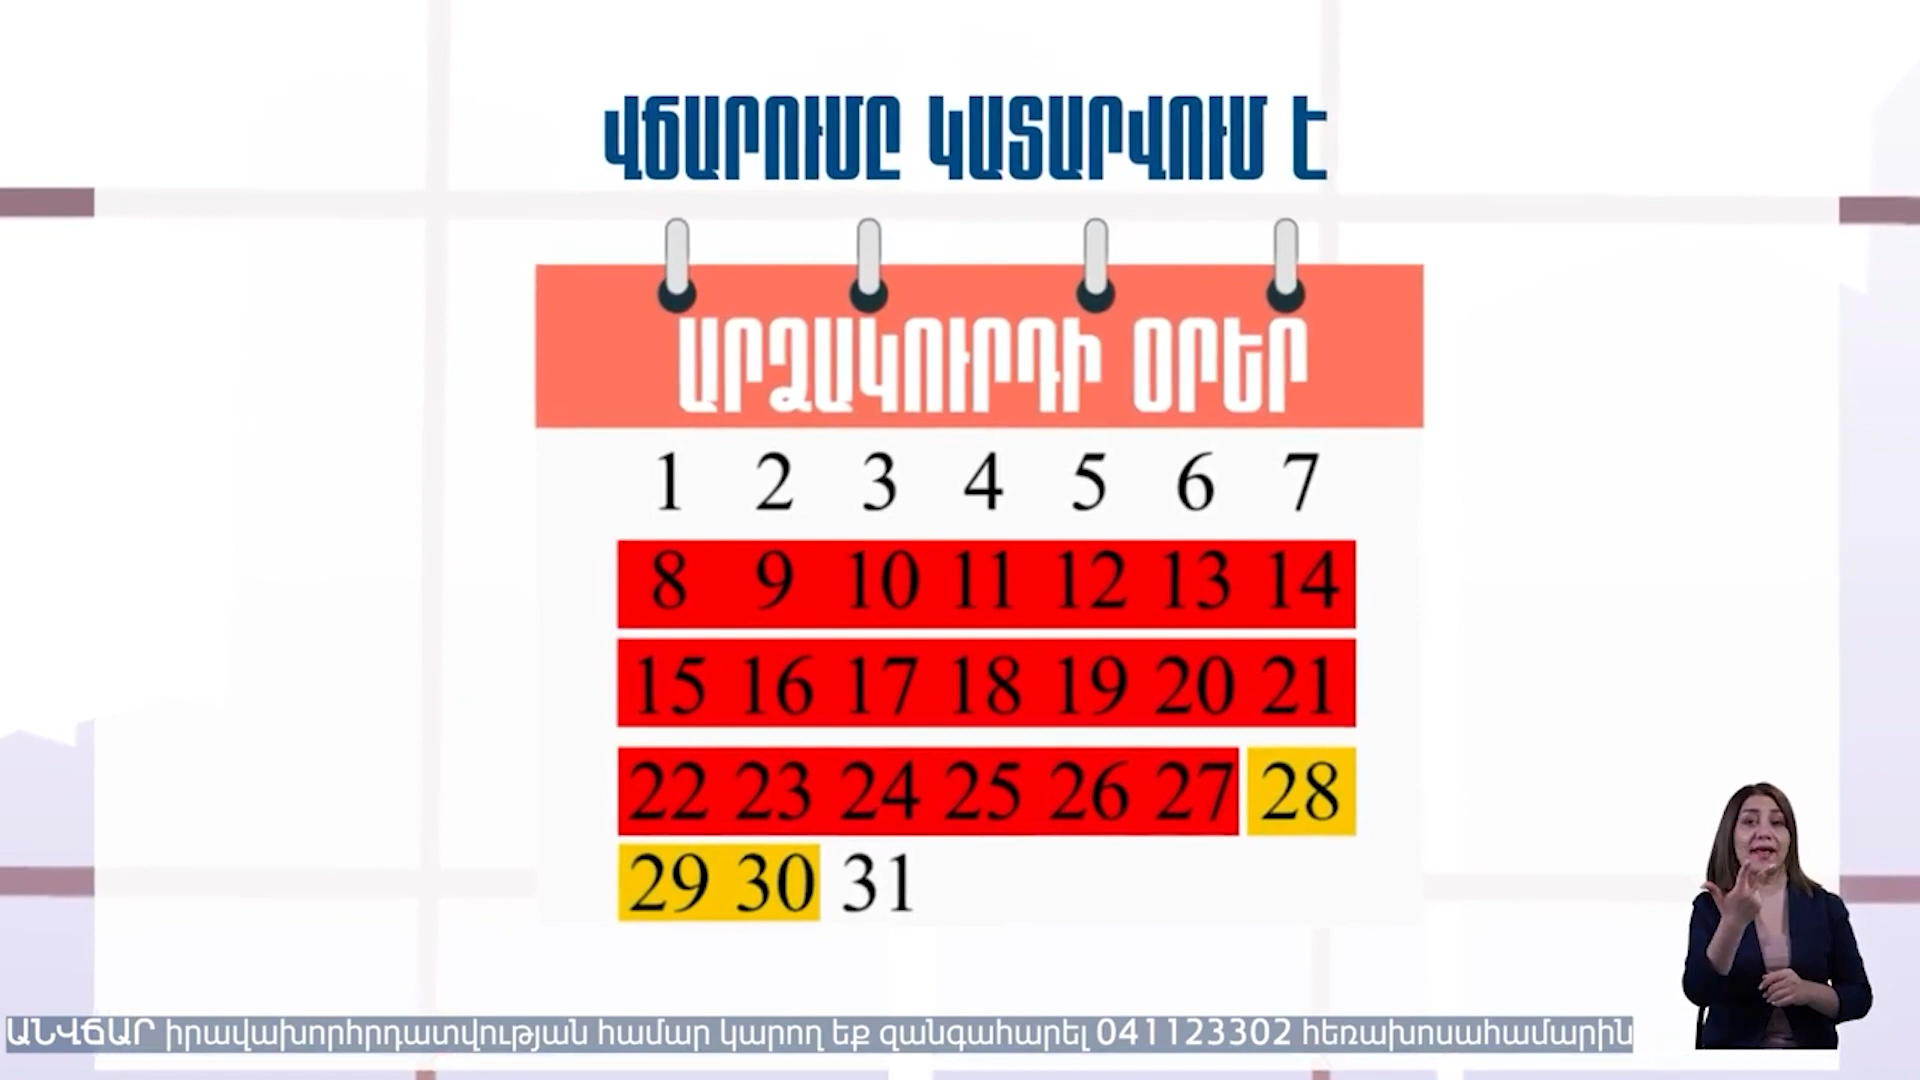 ՎՃԱՐՈՒՄԸ ԿԱՏԱՐՎՈՒՄ Է
ԱՐՁԱԿՈՒՐԴԻ ՕՐԵՐ
1 2 3 4 5 6 7
8 9 10 11 12 13 14
15 16 17 18 19 20 21
22 23 24 25 26 27 28
29 30 31
ԱՆՎՃԱՐ իրավախորհրդատվության համար կարող եք զանգահարել 041123302 հեռախոսահամարին